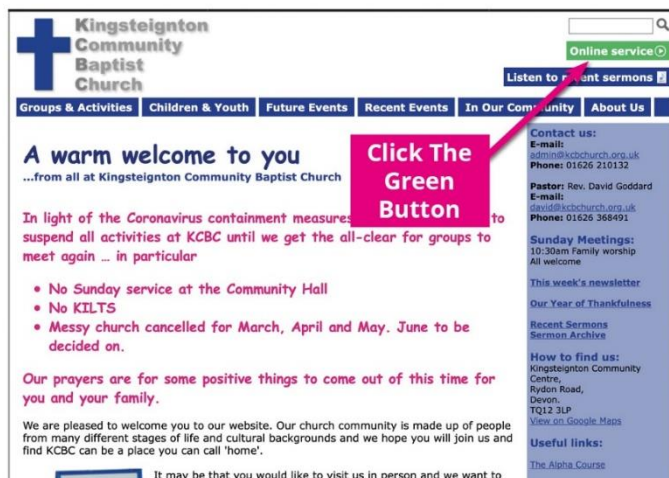 Kingsteignton
Community
Baptist
Church
Online service
Listen to re ent sermons
Groups & Activities Children & Youth Future Events Recent Events In Our Community About Us
Click The
Green
Button
A warm welcome to you
...from all at Kingsteignton Community Baptist Church
In light of the Coronavirus containment measures to
suspend all activities at KCBC until we get the all-clear for groups to
meet again ... in particular
• No Sunday service at the Community Hall
• No KILTS
• Messy church cancelled for March, April and May. June to be
decided on.
Our prayers are for some positive things to come out of this time for
you and your family.
We are pleased to welcome you to our website. Our church community is made up of people
from many different stages of life and cultural backgrounds and we hope you will join us and
find KCBC can be a place you can call 'home'.
It may be that you would like to visit us in person and we want to
Contact us:
E-mail:
admin@kcbchurch.org.uk
Phone: 01626 210132
Pastor: Rev. David Goddard
E-mail:
david@kcbchurch.org.uk
Phone: 01626 368491
Sunday Meetings:
10:30am Family worship
All welcome
This week's newsletter
Our Year of Thankfulness
Recent Sermons
Sermon Archive
How to find us:
Kingsteignton Community
Centre,
Rydon Road,
Devon.
TQ12 3LP
View on Google Maps
Useful links:
The Alpha Course